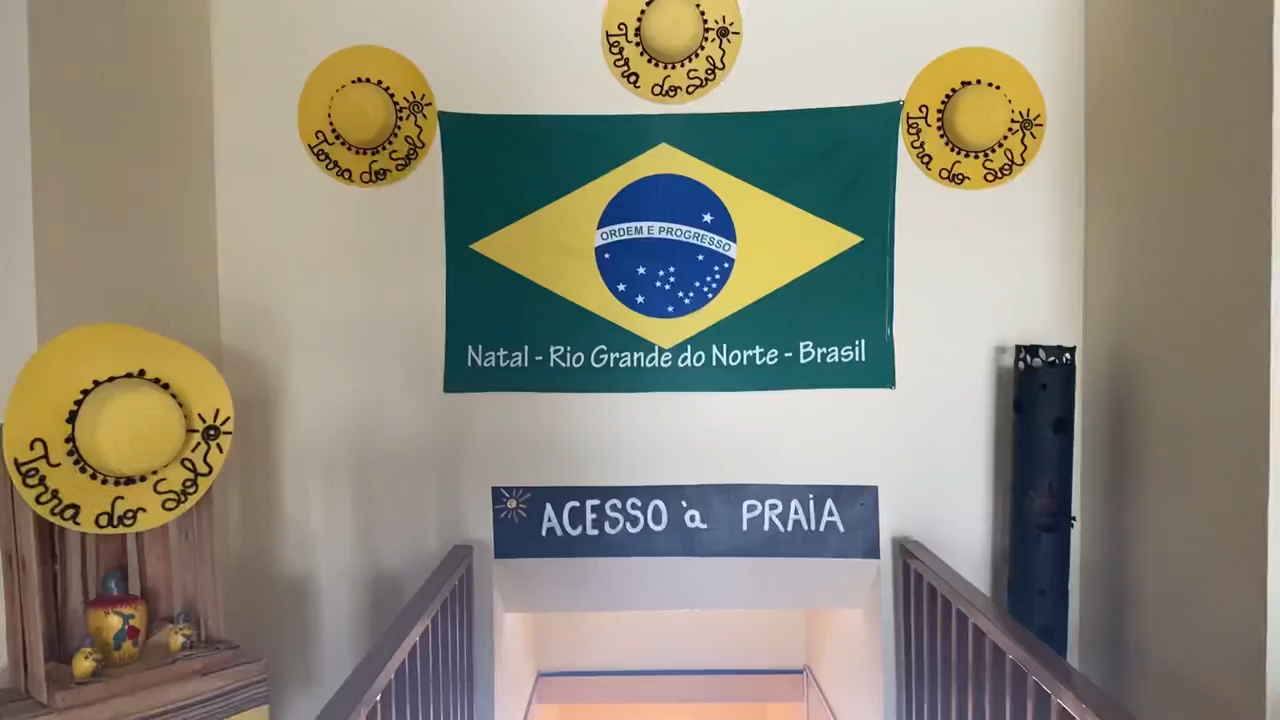 Terra do Sol
Terra do Sol
Terra do Sol
ORDEM E PROGRESSO
Natal - Rio Grande do Norte - Brasil
Terra do Sol
ACESSO à PRAIA